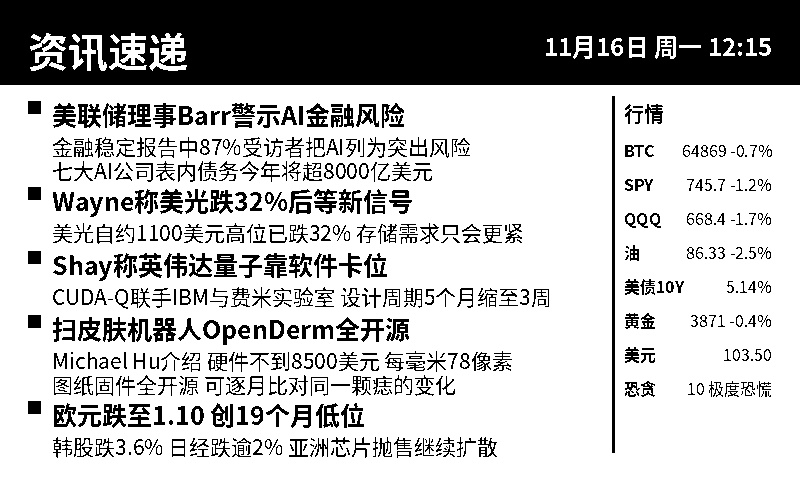 资讯速递
11月16日 周一 12:15
美联储理事Barr警示AI金融风险
金融稳定报告中87%受访者把AI列为突出风险
七大AI公司表内债务今年将超8000亿美元
Wayne称美光跌32%后等新信号
美光自约1100美元高位已跌32% 存储需求只会更紧
Shay称英伟达量子靠软件卡位
CUDA-Q联手IBM与费米实验室 设计周期5个月缩至3周
扫皮肤机器人OpenDerm全开源
Michael Hu介绍 硬件不到8500美元 每毫米78像素
图纸固件全开源 可逐月比对同一颗痣的变化
欧元跌至1.10 创19个月低位
韩股跌3.6% 日经跌逾2% 亚洲芯片抛售继续扩散
行情
BTC 64869 -0.7%
SPY 745.7 -1.2%
QQQ 668.4 -1.7%
油 86.33 -2.5%
美债10Y 5.14%
黄金 3871 -0.4%
美元 103.50
恐贪 10 极度恐慌